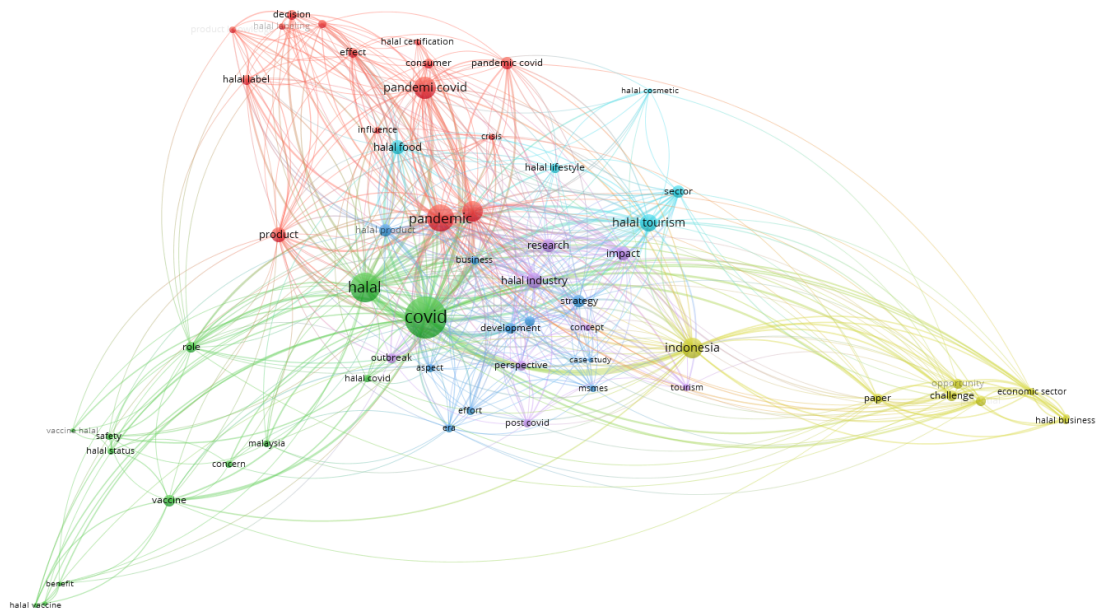 decision
product
halal labeling
halal certification
effect
consumer
pandemic covid
halal label
pandemi covid
halal cosmetic
influence
crisis
halal food
halal lifestyle
sector
pandemic
halal tourism
halal product
product
research
impact
business
halal industry
halal
strategy
covid
development
concept
role
indonesia
outbreak
case study
perspective
aspect
halal covid
msmes
tourism
opportunity
economic sector
challenge
paper
effort
halal business
post covid
era
vaccine halal
safety
malaysia
halal status
concern
vaccine
benefit
halal vaccine